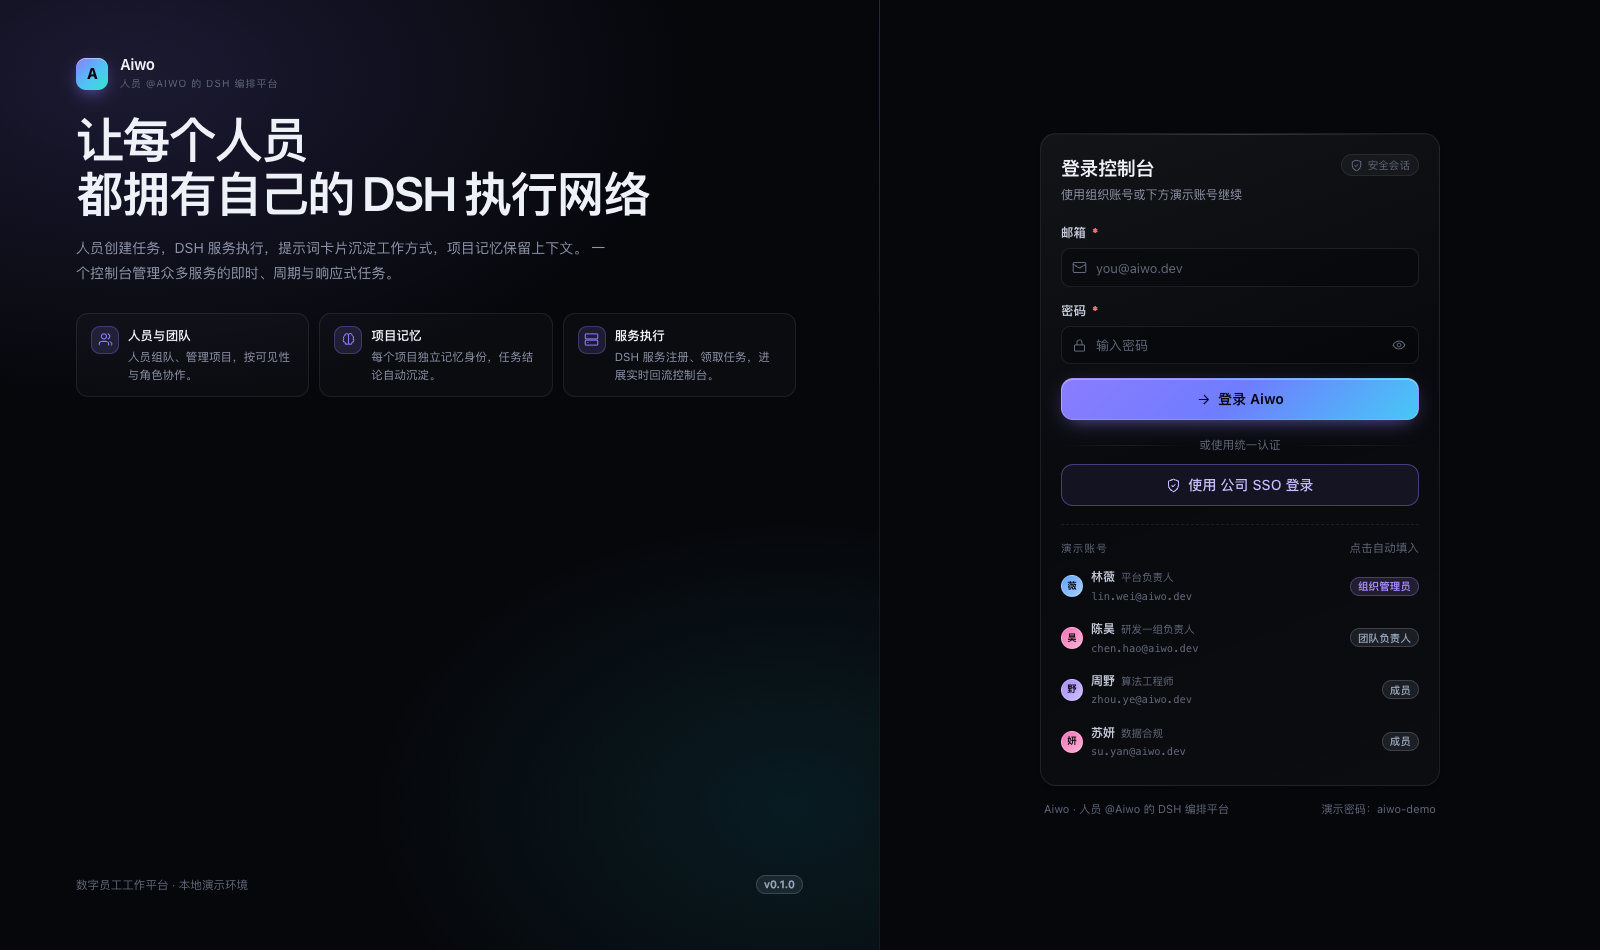 A
Aiwo
人员 @AIWO 的 DSH 编排平台
让每个人员
都拥有自己的 DSH 执行网络
人员创建任务，DSH 服务执行，提示词卡片沉淀工作方式，项目记忆保留上下文。 一
个控制台管理众多服务的即时、周期与响应式任务。
人员与团队
人员组队、管理项目，按可见性
与角色协作。
项目记忆
每个项目独立记忆身份，任务结
论自动沉淀。
服务执行
DSH 服务注册、领取任务，进
展实时回流控制台。
数字员工工作平台 · 本地演示环境
v0.1.0
登录控制台
安全会话
使用组织账号或下方演示账号继续
邮箱 *
you@aiwo.dev
密码 *
输入密码
→ 登录 Aiwo
或使用统一认证
使用 公司 SSO 登录
演示账号
点击自动填入
薇
林薇 平台负责人
lin.wei@aiwo.dev
组织管理员
昊
陈昊 研发一组负责人
chen.hao@aiwo.dev
团队负责人
野
周野 算法工程师
zhou.ye@aiwo.dev
成员
妍
苏妍 数据合规
su.yan@aiwo.dev
成员
Aiwo · 人员 @Aiwo 的 DSH 编排平台
演示密码：aiwo-demo